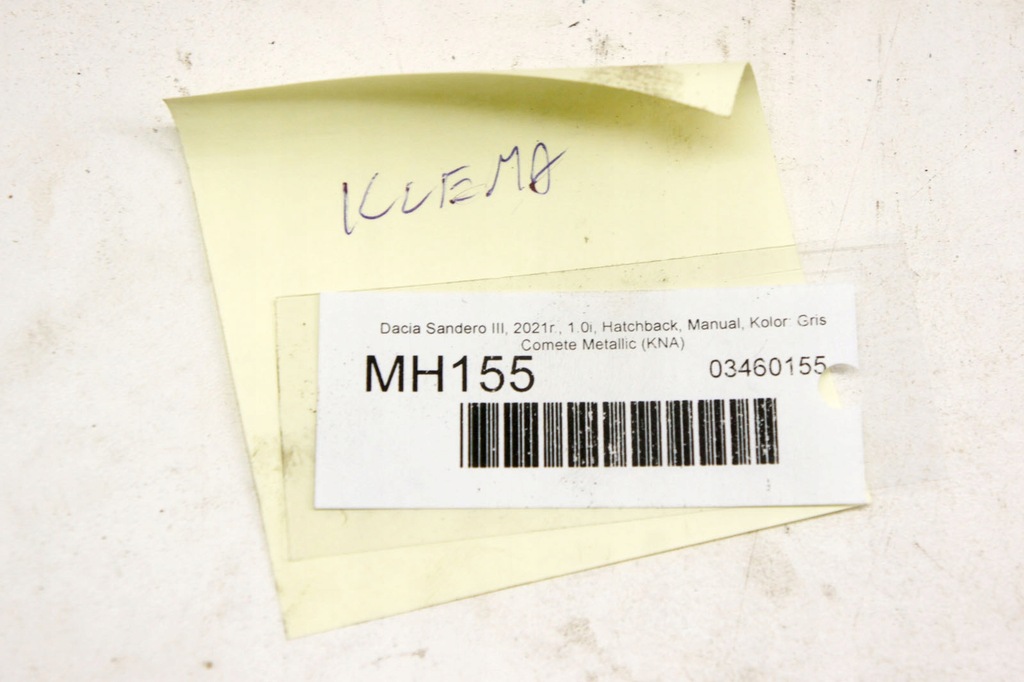 KLEMA
Dacia Sandero III, 2021r., 1.0i, Hatchback, Manual, Kolor: Gris
Comete Metallic (KNA)
MH155
03460155